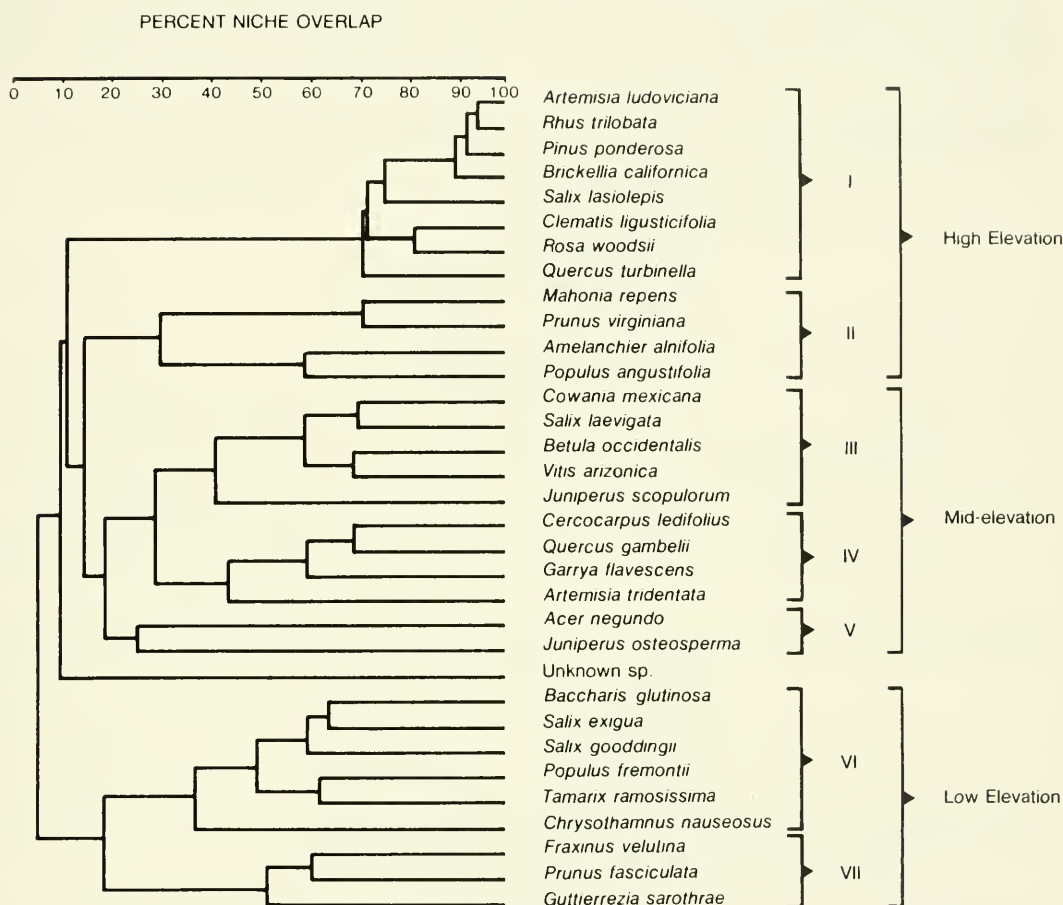 PERCENT NICHE OVERLAP
0 10 30 40 50 60 70 80 90 100
Artemisia ludoviciana
Rhus trilobata
Pinus ponderosa
Brickellia californica
Salix lasiolepis
Clematis ligusticifolia
Rosa woodsii
Quercus turbinella
I
Mahonia repens
Prunus virginiana
Amelanchier alnifolia
Populus angustifolia
II
High Elevation
Cowania mexicana
Salix laevigata
Betula occidentalis
Vitis arizonica
Juniperus scopulorum
III
Cercocarpus ledifolius
Quercus gambelii
Garrya flavescens
Artemisia tridentata
IV
Acer negundo
Juniperus osteosperma
V
Mid-elevation
Unknown sp.
Baccharis glutinosa
Salix exigua
Salix gooddingii
Populus fremontii
Tamarix ramosissima
Chrysothamnus nauseosus
VI
Fraxinus velutina
Prunus fasciculata
Guttierrezia sarothrae
VII
Low Elevation